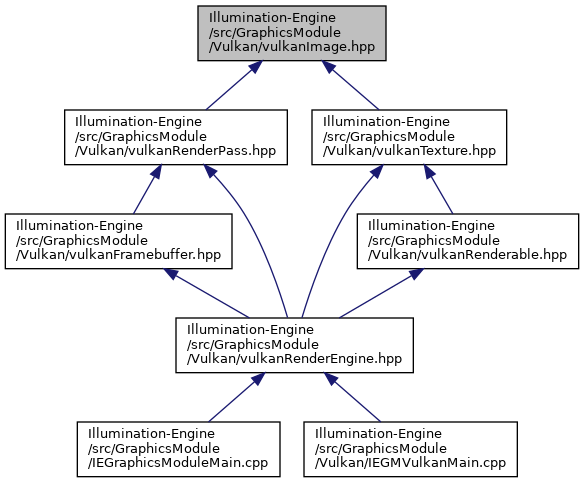 Illumination-Engine
/src/GraphicsModule
/Vulkan/vulkanImage.hpp
Illumination-Engine
/src/GraphicsModule
/Vulkan/vulkanRenderPass.hpp
Illumination-Engine
/src/GraphicsModule
/Vulkan/vulkanTexture.hpp
Illumination-Engine
/src/GraphicsModule
/Vulkan/vulkanFramebuffer.hpp
Illumination-Engine
/src/GraphicsModule
/Vulkan/vulkanRenderable.hpp
Illumination-Engine
/src/GraphicsModule
/Vulkan/vulkanRenderEngine.hpp
Illumination-Engine
/src/GraphicsModule
/IEGraphicsModuleMain.cpp
Illumination-Engine
/src/GraphicsModule
/Vulkan/IEGMVulkanMain.cpp